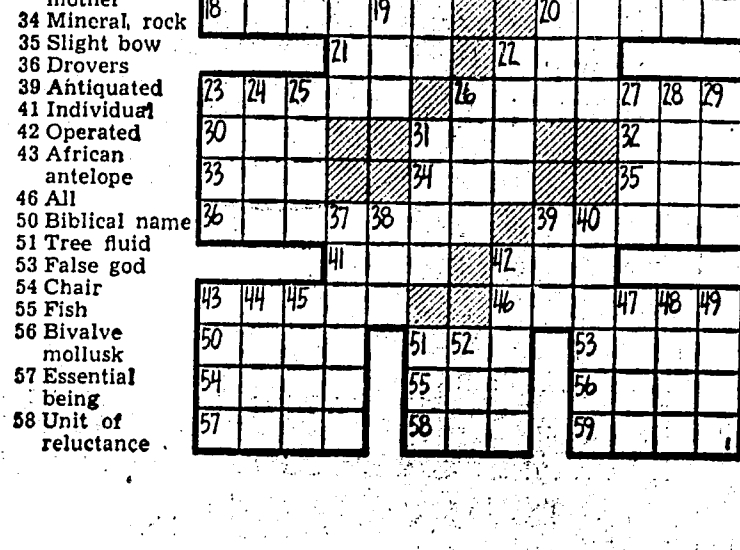 mother
34 Mineral, rock
35 Slight bow
36 Drovers
39 Antiquated
41 Individual
42 Operated
43 African
antelope
46 All
50 Biblical name
51 Tree fluid
53 False god
54 Chair
55 Fish
56 Bivalve
mollusk
57 Essential
being
58 Unit of
reluctance
18 19 20
21 22
23 24 25 26 27 28 29
30 31 32
33 34 35
36 37 38 39 40
41 42
43 44 45 46 47 48 49
50 51 52 53
54 55 56
57 58 59